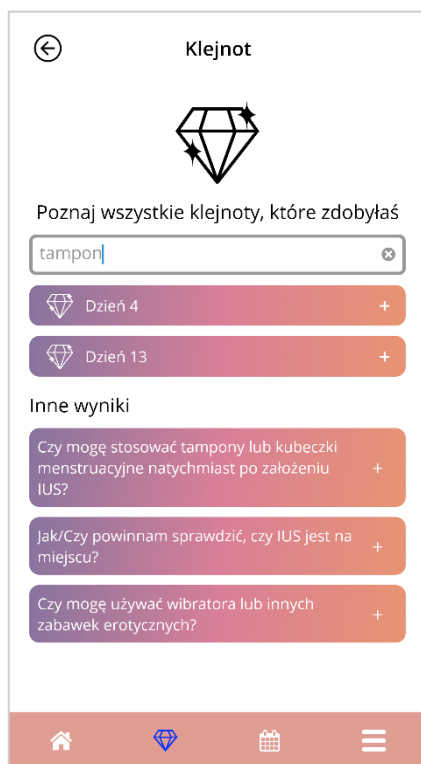 Klejnot
Poznaj wszystkie klejnoty, które zdobyłaś
tampon
Dzień 4
Dzień 13
Inne wyniki
Czy mogę stosować tampony lub kubeczki
menstruacyjne natychmiast po założeniu
IUS?
Jak/Czy powinnam sprawdzić, czy IUS jest na
miejscu?
Czy mogę używać wibratora lub innych
zabawek erotycznych?